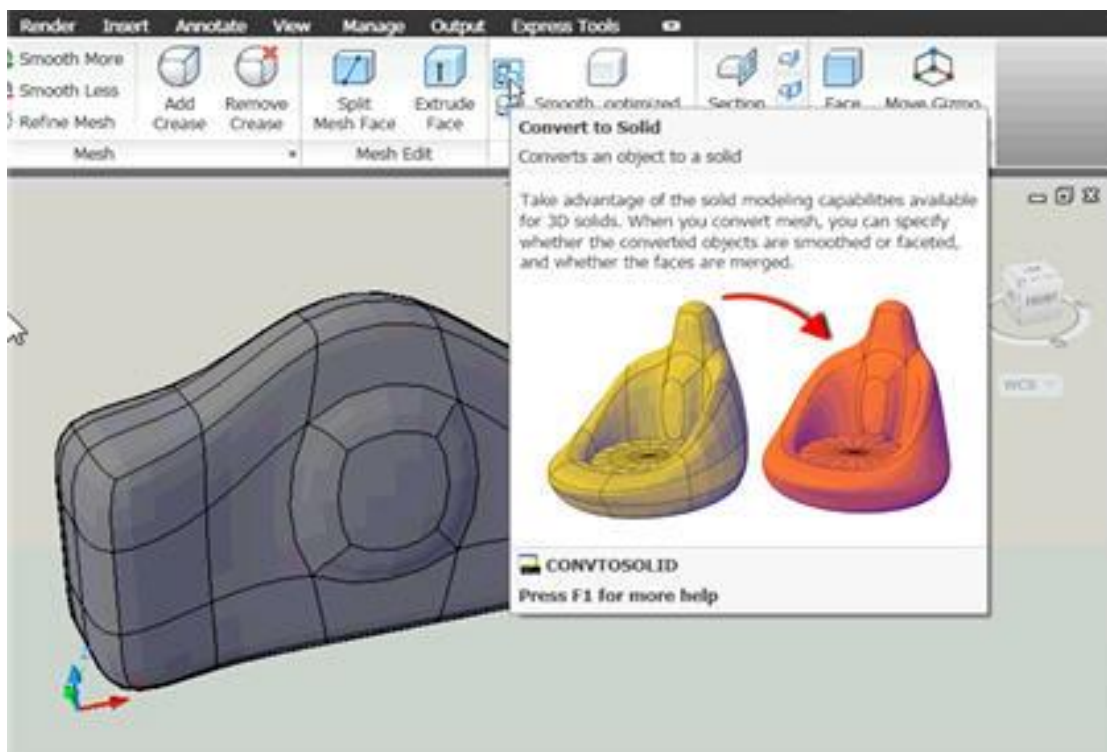 Render Insert Annotate View Manage Output Express Tools
Smooth More
Smooth Less
Refine Mesh
Add Crease
Remove Crease
Split Mesh Face
Extrude Face
Smooth, optimized
Section
Face
Move Gizmo
Mesh
Mesh Edit
Convert to Solid
Converts an object to a solid
Take advantage of the solid modeling capabilities available
for 3D solids. When you convert mesh, you can specify
whether the converted objects are smoothed or faceted,
and whether the faces are merged.
CONVTOSOLID
Press F1 for more help
FRONT
WCS